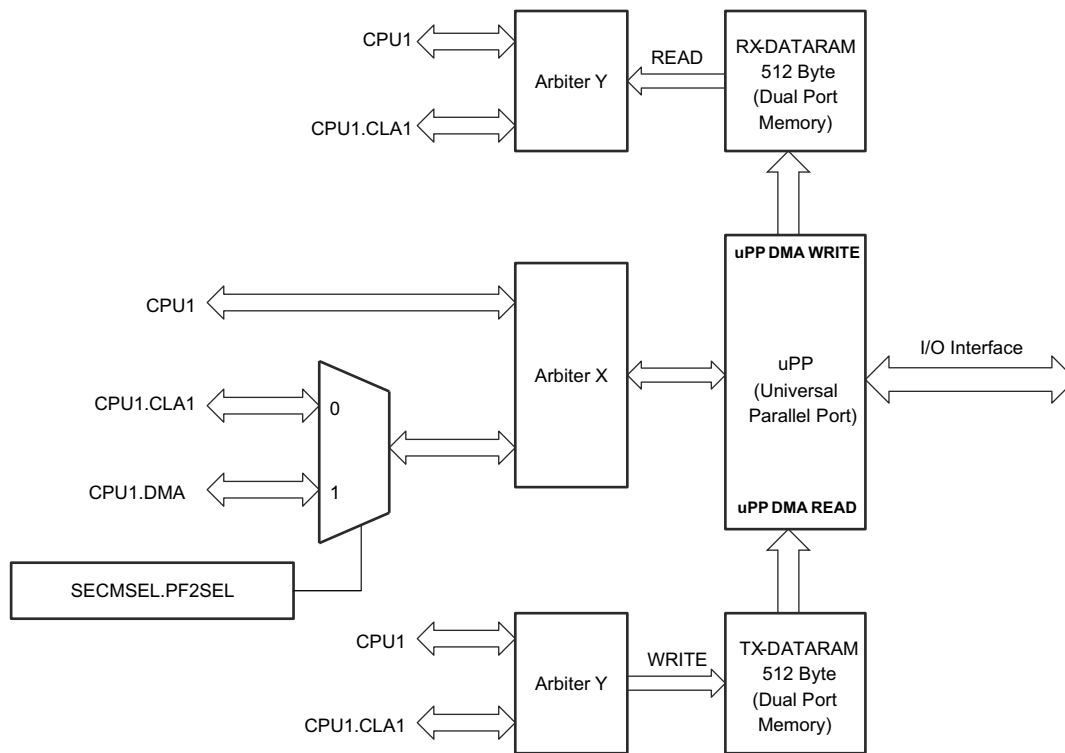 CPU1
CPU1.CLA1
Arbiter Y
READ
RX-DATARAM
512 Byte
(Dual Port
Memory)
CPU1
CPU1.CLA1
CPU1.DMA
0
1
SECMSEL.PF2SEL
Arbiter X
uPP DMA WRITE
uPP
(Universal
Parallel Port)
uPP DMA READ
I/O Interface
CPU1
CPU1.CLA1
Arbiter Y
WRITE
TX-DATARAM
512 Byte
(Dual Port
Memory)